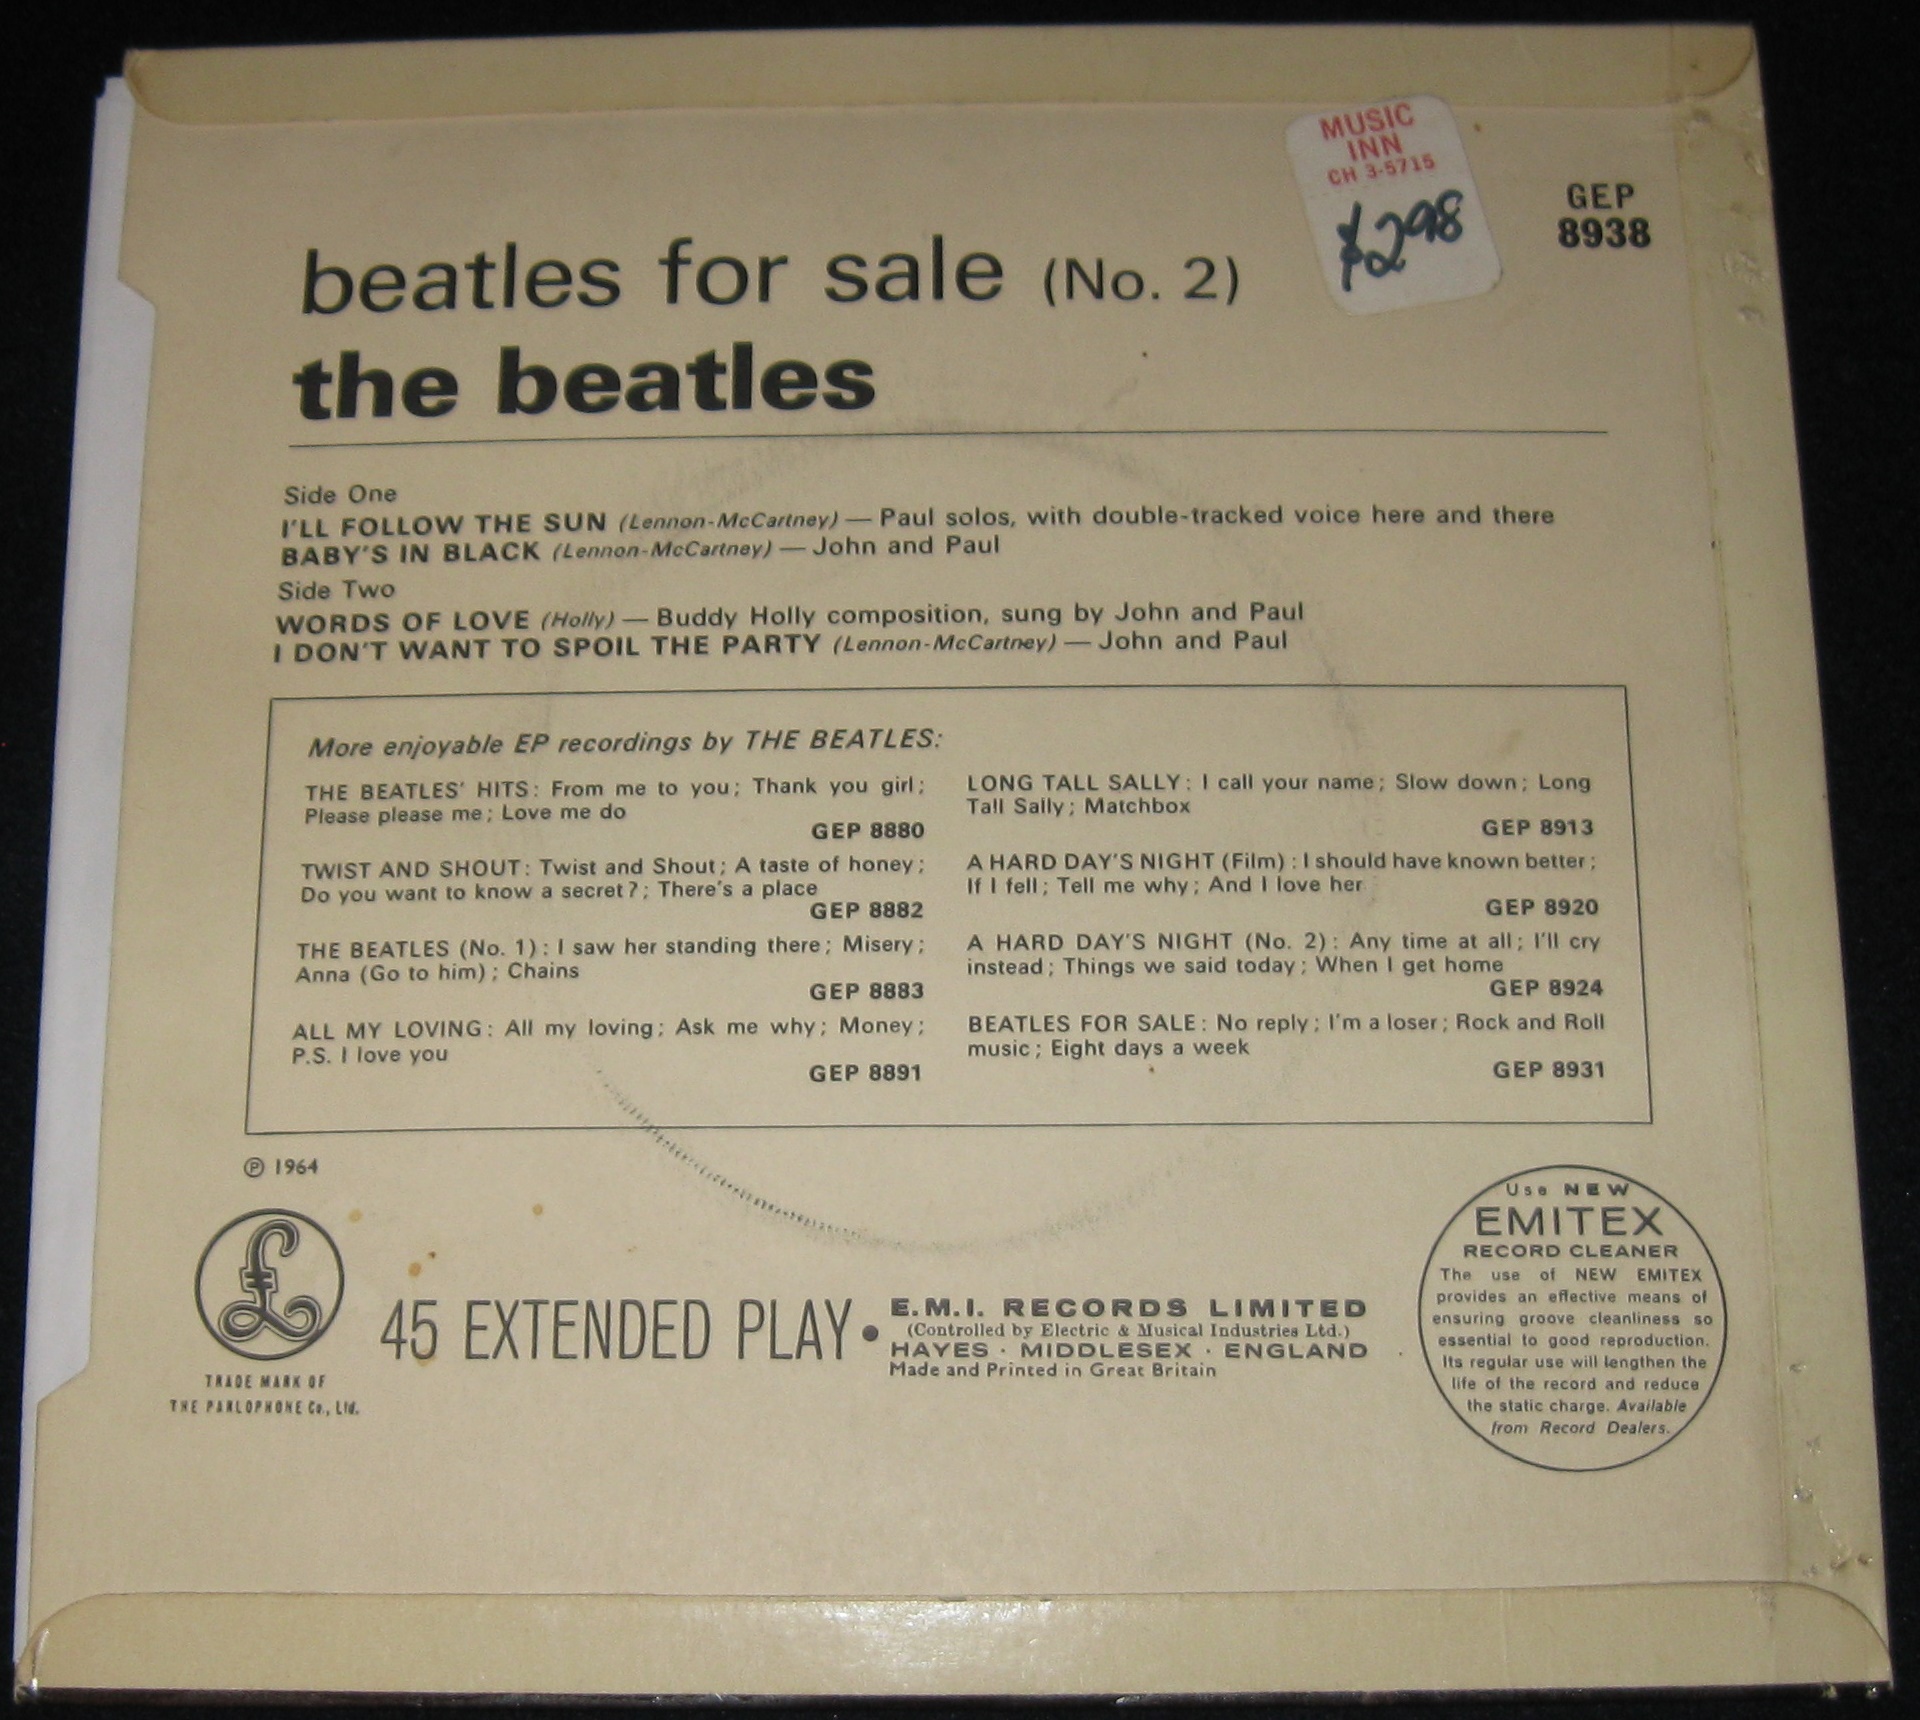 MUSIC
INN
CH 3-5715
$2.98
GEP
8938
beatles for sale (No. 2)
the beatles
Side One
I'LL FOLLOW THE SUN (Lennon-McCartney) — Paul solos, with double-tracked voice here and there
BABY'S IN BLACK (Lennon-McCartney) — John and Paul
Side Two
WORDS OF LOVE (Holly) — Buddy Holly composition, sung by John and Paul
I DON'T WANT TO SPOIL THE PARTY (Lennon-McCartney) — John and Paul
More enjoyable EP recordings by THE BEATLES:
THE BEATLES' HITS: From me to you; Thank you girl;
Please please me; Love me do
GEP 8880
TWIST AND SHOUT: Twist and Shout; A taste of honey;
Do you want to know a secret?; There's a place
GEP 8882
THE BEATLES (No. 1): I saw her standing there; Misery;
Anna (Go to him); Chains
GEP 8883
ALL MY LOVING: All my loving; Ask me why; Money;
P.S. I love you
GEP 8891
LONG TALL SALLY: I call your name; Slow down; Long
Tall Sally; Matchbox
GEP 8913
A HARD DAY'S NIGHT (Film): I should have known better;
If I fell; Tell me why; And I love her
GEP 8920
A HARD DAY'S NIGHT (No. 2): Any time at all; I'll cry
instead; Things we said today; When I get home
GEP 8924
BEATLES FOR SALE: No reply; I'm a loser; Rock and Roll
music; Eight days a week
GEP 8931
℗ 1964
£
TRADE MARK OF
THE PARLOPHONE Co., Ltd.
45 EXTENDED PLAY •
E.M.I. RECORDS LIMITED
(Controlled by Electric & Musical Industries Ltd.)
HAYES · MIDDLESEX · ENGLAND
Made and Printed in Great Britain
Use NEW
EMITEX
RECORD CLEANER
The use of NEW EMITEX
provides an effective means of
ensuring groove cleanliness so
essential to good reproduction.
Its regular use will lengthen the
life of the record and reduce
the static charge. Available
from Record Dealers.